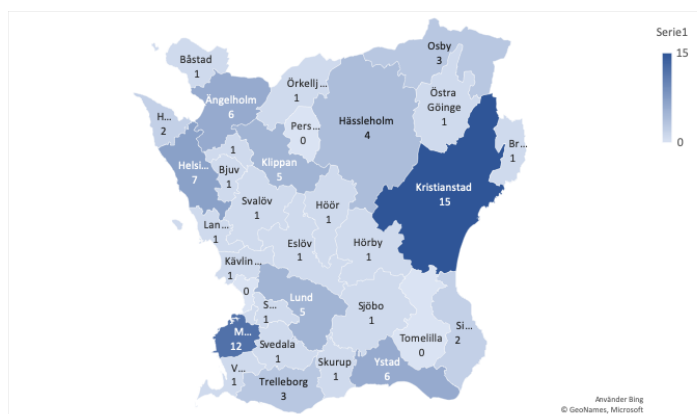 Serie1
15
0
Båstad
1
Örkellj...
1
Osby
3
Ängelholm
6
Östra
Göinge
1
H...
2
Pers...
0
Hässleholm
4
Br...
1
1
Helsi...
7
Klippan
5
Bjuv
1
Kristianstad
15
Svalöv
1
Höör
1
Lan...
1
Eslöv
1
Hörby
1
Kävlin...
1
0
Lund
5
S...
1
Sjöbo
1
Si...
2
M...
12
Svedala
1
Tomelilla
0
V...
1
Skurup
1
Ystad
6
Trelleborg
3
Använder Bing
© GeoNames, Microsoft